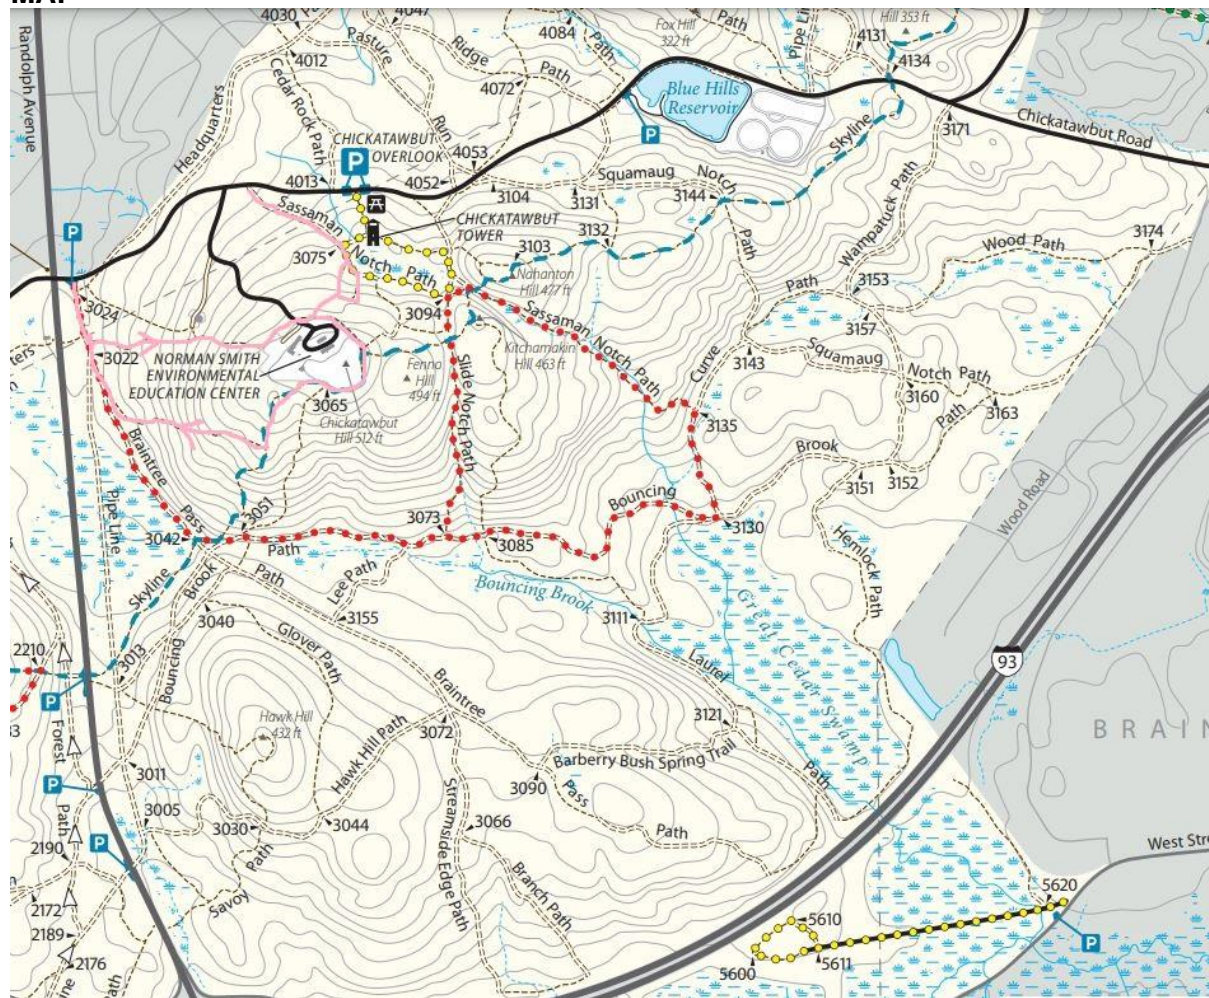 4030
4047
4084
Path
Fox Hill
322 ft
Path
Pipe Line
Hill 353 ft
4131
4134
Randolph Avenue
4012
Pasture
Ridge
Path
4072
Blue Hills
Reservoir
P
Headquarters
Cedar Rock Path
Run
CHICKATAWBUT
OVERLOOK
P
4053
4052
4013
Skyline
3171
Chickatawbut Road
3104
Squamaug
Notch
3131
3144
Path
Sassaman
Notch Path
CHICKATAWBUT
TOWER
3075
3103
3132
Nahanton
Hill 477 ft
P
3024
3094
Wampatuck Path
Wood Path
3174
Path
3153
3157
Sassaman
Notch Path
Kitchamakin
Hill 463 ft
3022
NORMAN SMITH
ENVIRONMENTAL
EDUCATION CENTER
3065
Chickatawbut
Hill 512 ft
Fenno
Hill
494 ft
Slide Notch Path
Curve
3143
Squamaug
Notch Path
3160
3163
Path
3135
Braintree
Pass
Pipe Line
3051
3042
Path
3073
3085
Bouncing
3130
Brook
3151
3152
Wood Road
Hemlock Path
Skyline
Brook
Path
Lee Path
3155
Bouncing Brook
3111
Great
Cedar Swamp
93
3040
Glover Path
3013
Bouncing
2210
P
Forest
Path
Hawk Hill
432 ft
Hawk Hill Path
Braintree
3072
Laurel
3121
Path
Barberry Bush Spring Trail
3090
Pass
Path
BRAIN
3011
P
3005
3030
3044
Streamside Edge Path
3066
Branch Path
Savoy
Path
P
2190
2172
2189
2176
West Str
5620
5610
5600
5611
P